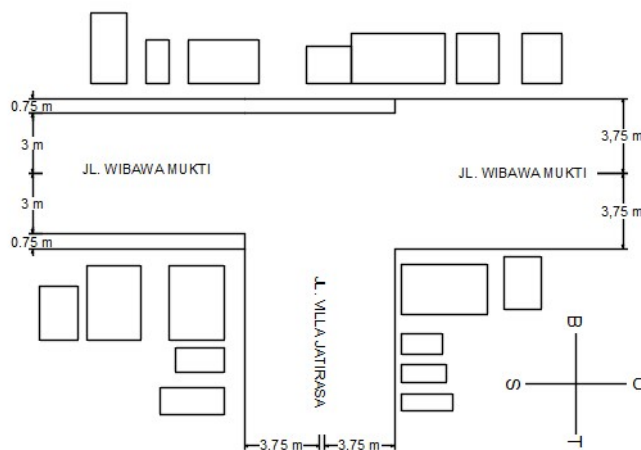 0.75 m
3 m
3 m
0.75 m
JL. WIBAWA MUKTI
JL. WIBAWA MUKTI
3,75 m
3,75 m
JL. VILLA JATIRASA
3,75 m
3,75 m
B
S
T